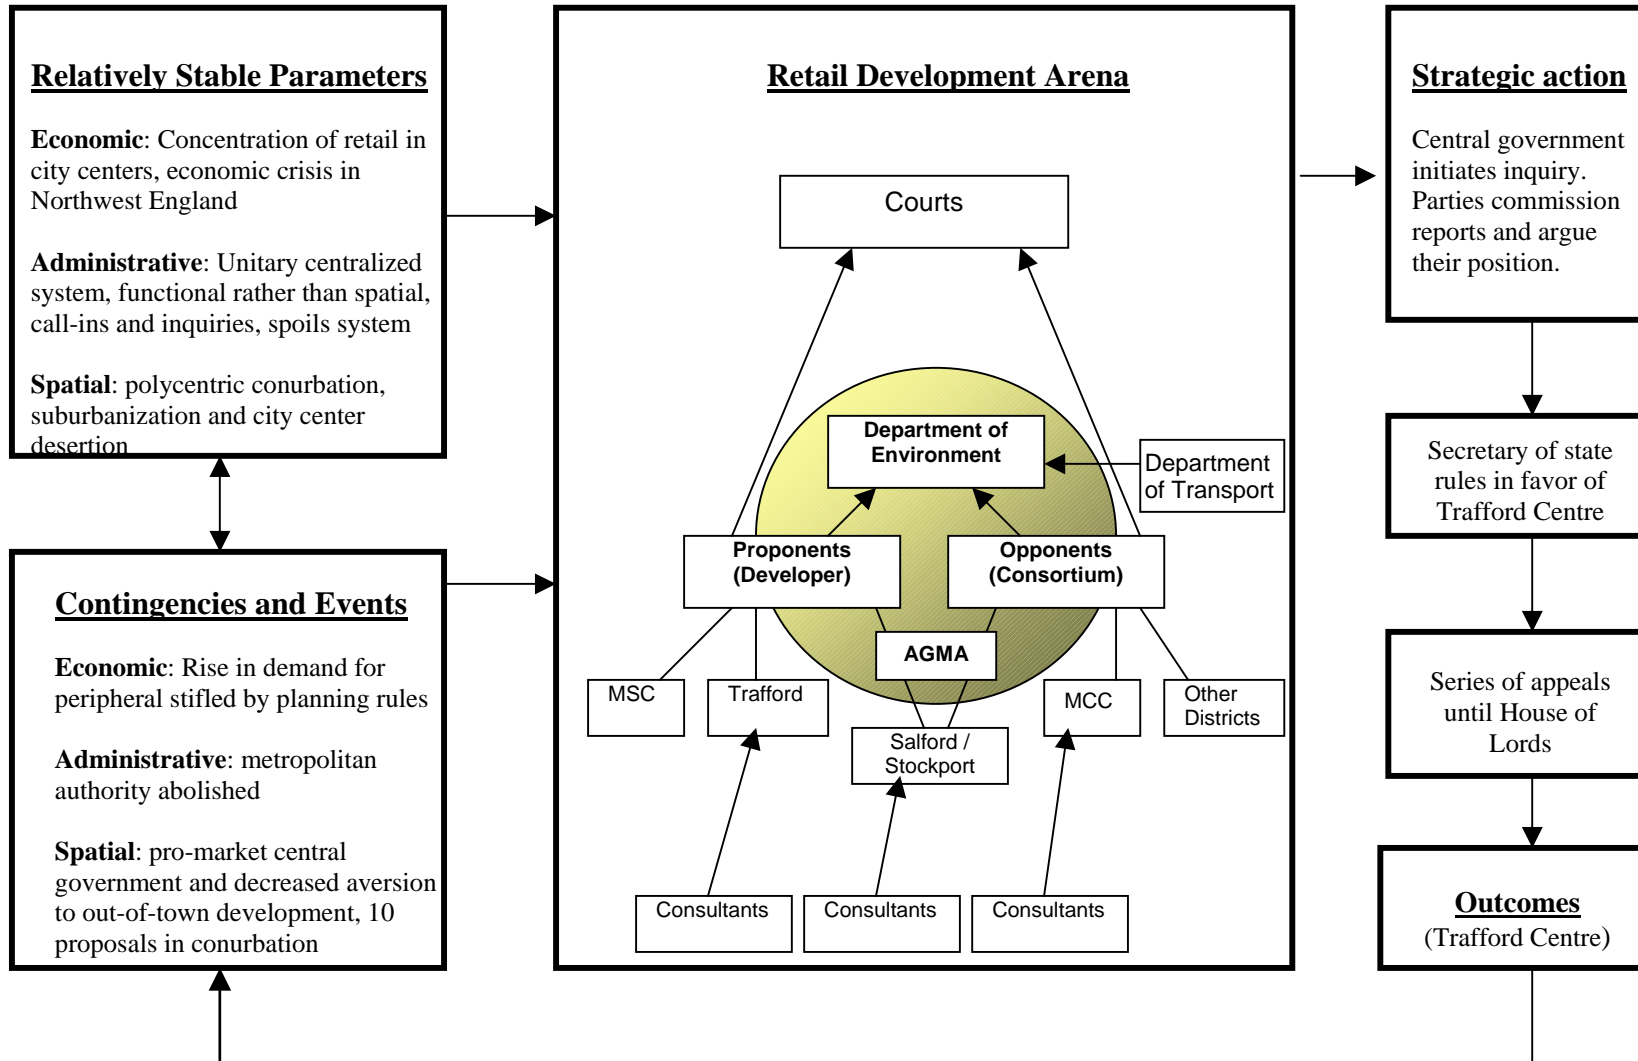 Relatively Stable Parameters
Economic: Concentration of retail in
city centers, economic crisis in
Northwest England
Administrative: Unitary centralized
system, functional rather than spatial,
call-ins and inquiries, spoils system
Spatial: polycentric conurbation,
suburbanization and city center
desertion
Contingencies and Events
Economic: Rise in demand for
peripheral stifled by planning rules
Administrative: metropolitan
authority abolished
Spatial: pro-market central
government and decreased aversion
to out-of-town development, 10
proposals in conurbation
Retail Development Arena
Courts
Department of
Environment
Department
of Transport
Proponents
(Developer)
Opponents
(Consortium)
AGMA
MSC
Trafford
Salford /
Stockport
MCC
Other
Districts
Consultants
Consultants
Consultants
Strategic action
Central government
initiates inquiry.
Parties commission
reports and argue
their position.
Secretary of state
rules in favor of
Trafford Centre
Series of appeals
until House of
Lords
Outcomes
(Trafford Centre)